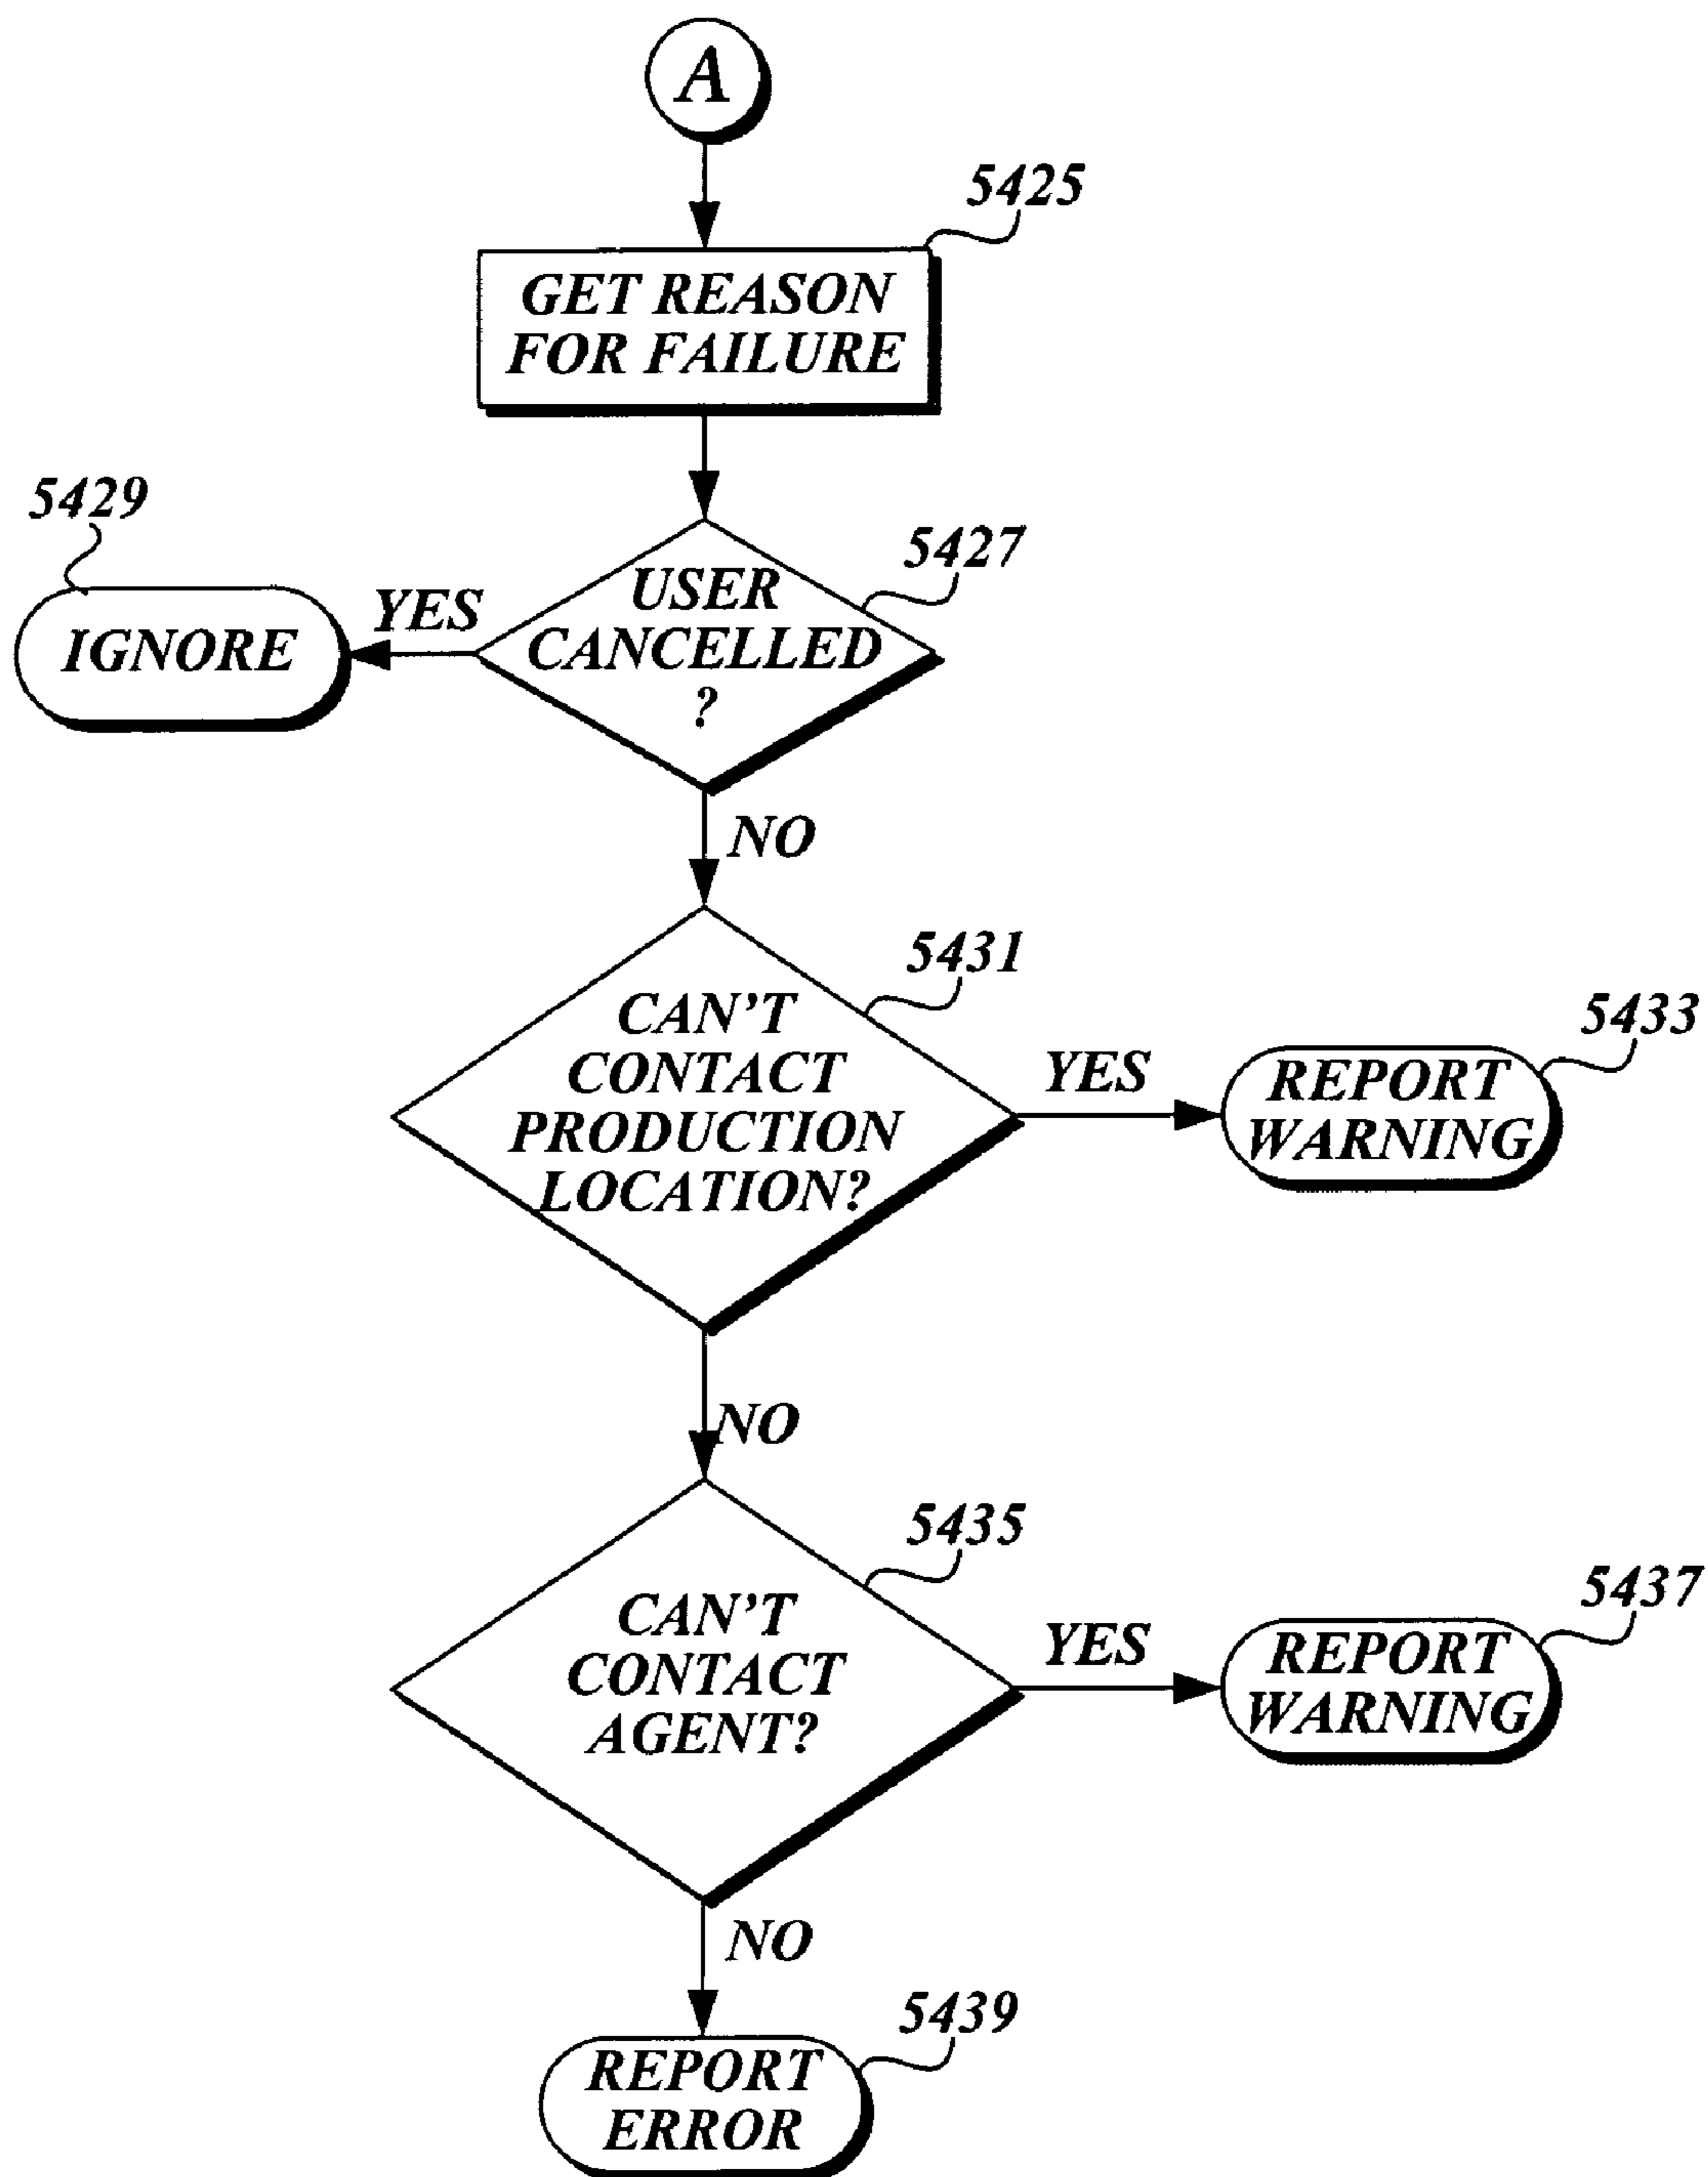 A
5425
GET REASON
FOR FAILURE
5429
5427
IGNORE
YES
USER
CANCELLED
?
NO
5431
CAN'T
CONTACT
PRODUCTION
LOCATION?
YES
5433
REPORT
WARNING
NO
5435
CAN'T
CONTACT
AGENT?
YES
5437
REPORT
WARNING
NO
5439
REPORT
ERROR